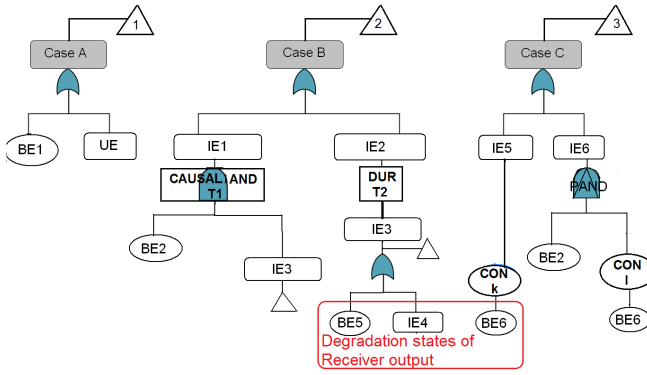 1
2
3
Case A
Case B
Case C
BE1
UE
IE1
IE2
IE5
IE6
CAUSAL AND
T1
DUR
T2
PAND
BE2
IE3
IE3
BE2
CON
k
CON
l
BE5
IE4
BE6
BE6
Degradation states of
Receiver output